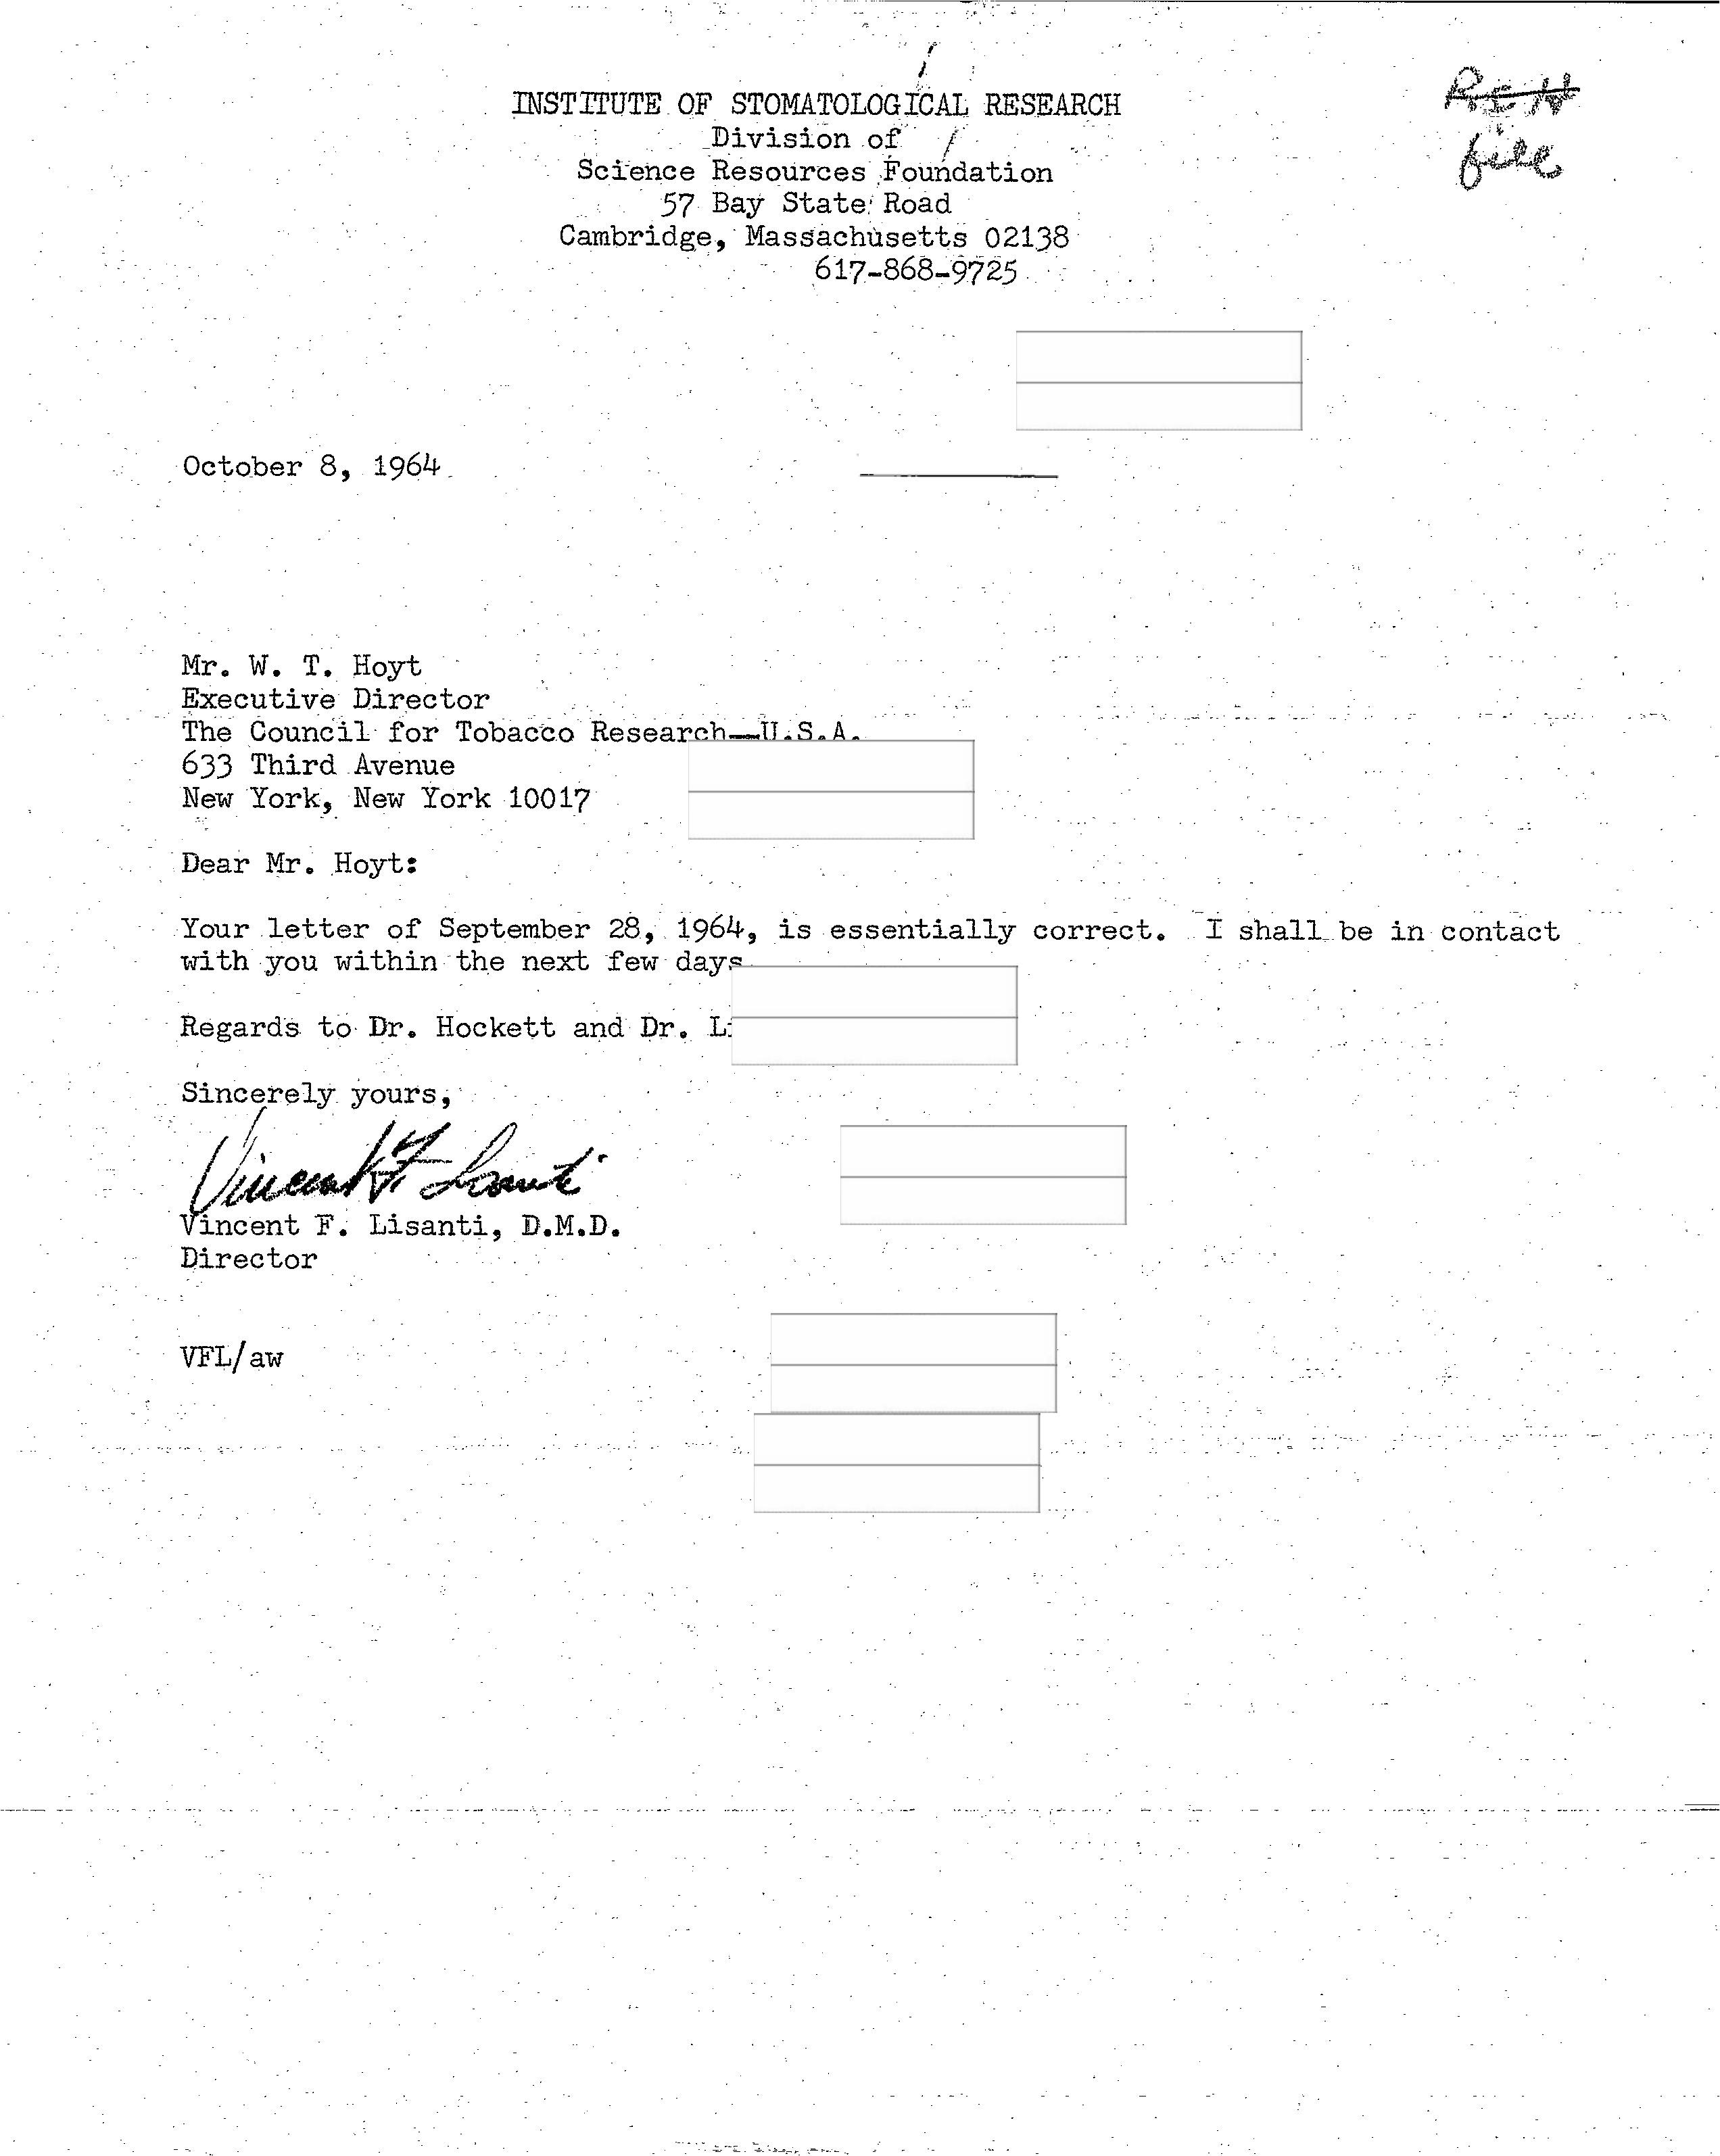 INSTITUTE OF STOMATOLOGICAL RESEARCH
Division of
Science Resources Foundation
57 Bay State Road
Cambridge, Massachusetts 02138
617-868-9725
REH
file
October 8, 1964
Mr. W. T. Hoyt
Executive Director
The Council for Tobacco Research—U.S.A.
633 Third Avenue
New York, New York 10017
Dear Mr. Hoyt:
Your letter of September 28, 1964, is essentially correct. I shall be in contact
with you within the next few days
Regards to Dr. Hockett and Dr.
Sincerely yours,
Vincent F. Lisanti
Vincent F. Lisanti, D.M.D.
Director
VFL/aw